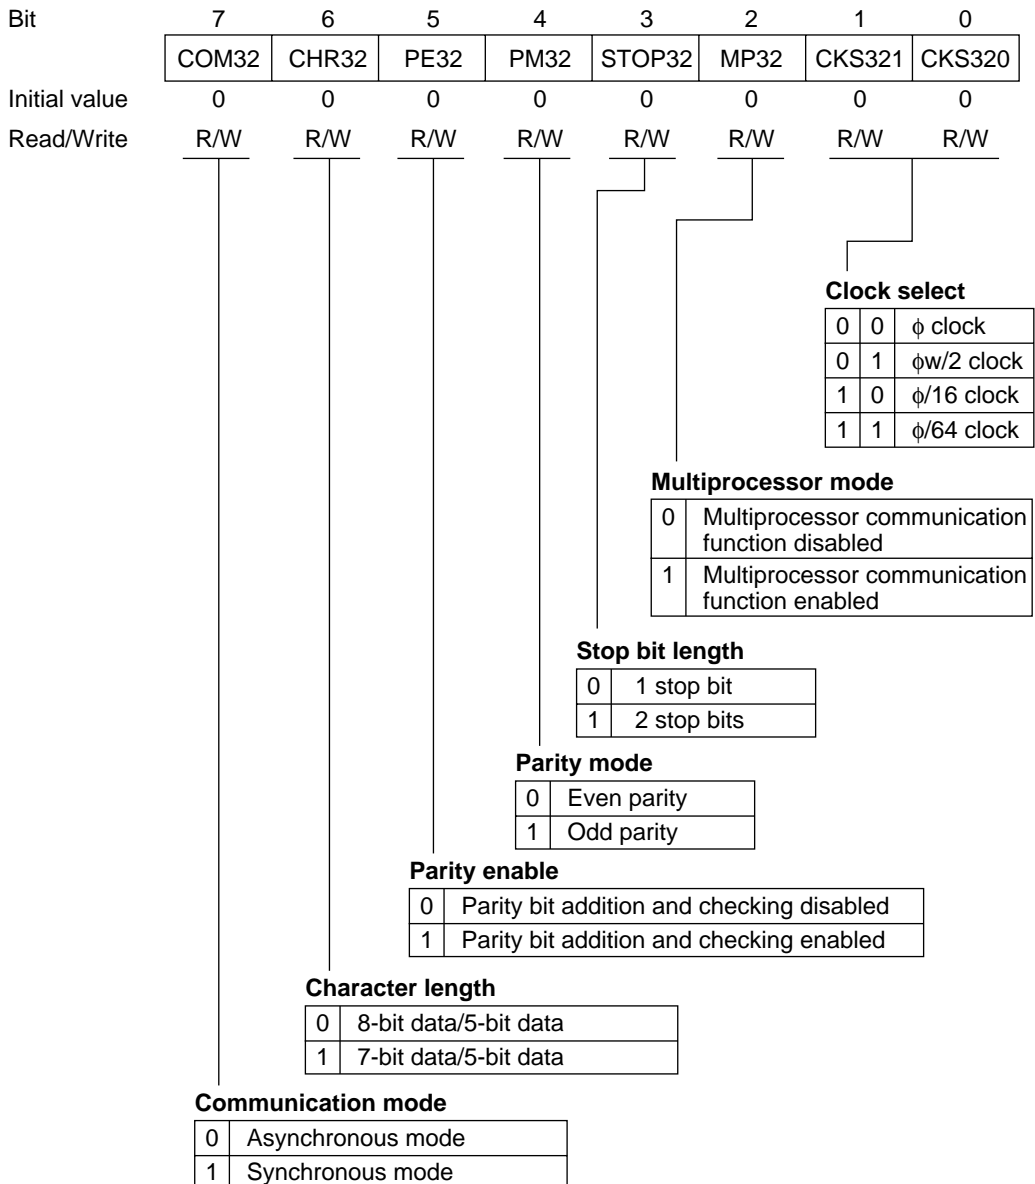 Bit 7 6 5 4 3 2 1 0
COM32 CHR32 PE32 PM32 STOP32 MP32 CKS321 CKS320
Initial value 0 0 0 0 0 0 0 0
Read/Write R/W R/W R/W R/W R/W R/W R/W R/W
Clock select
0 0 ϕ clock
0 1 ϕw/2 clock
1 0 ϕ/16 clock
1 1 ϕ/64 clock
Multiprocessor mode
0 Multiprocessor communication
function disabled
1 Multiprocessor communication
function enabled
Stop bit length
0 1 stop bit
1 2 stop bits
Parity mode
0 Even parity
1 Odd parity
Parity enable
0 Parity bit addition and checking disabled
1 Parity bit addition and checking enabled
Character length
0 8-bit data/5-bit data
1 7-bit data/5-bit data
Communication mode
0 Asynchronous mode
1 Synchronous mode